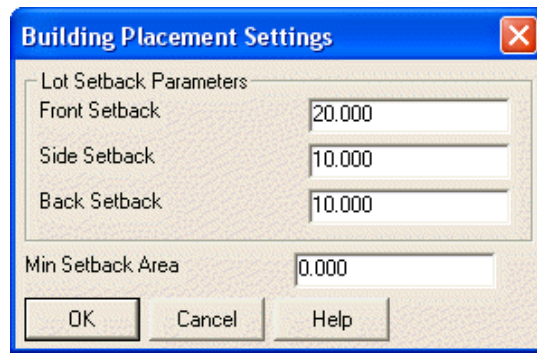 Building Placement Settings
Lot Setback Parameters
Front Setback 20.000
Side Setback 10.000
Back Setback 10.000
Min Setback Area 0.000
OK Cancel Help